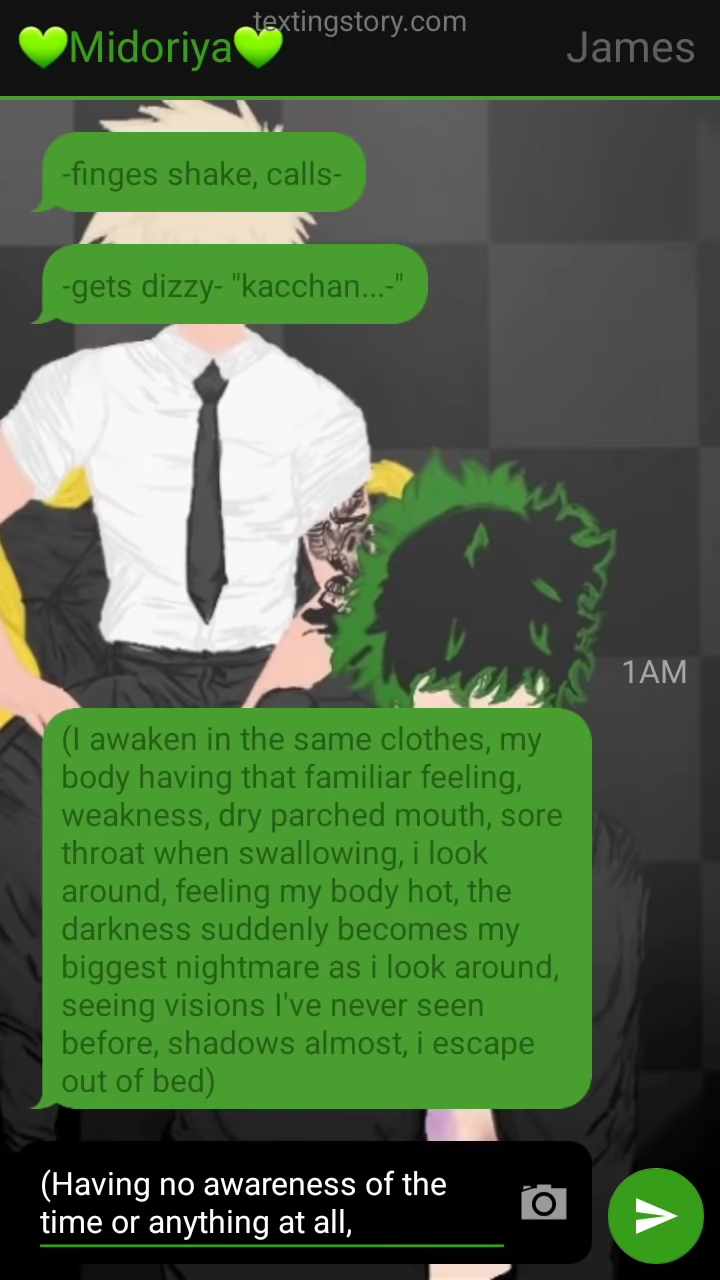 textingstory.com
💚Midoriya💚
James
-finges shake, calls-
-gets dizzy- "kacchan...-"
1AM
(I awaken in the same clothes, my
body having that familiar feeling,
weakness, dry parched mouth, sore
throat when swallowing, i look
around, feeling my body hot, the
darkness suddenly becomes my
biggest nightmare as i look around,
seeing visions I've never seen
before, shadows almost, i escape
out of bed)
(Having no awareness of the
time or anything at all,